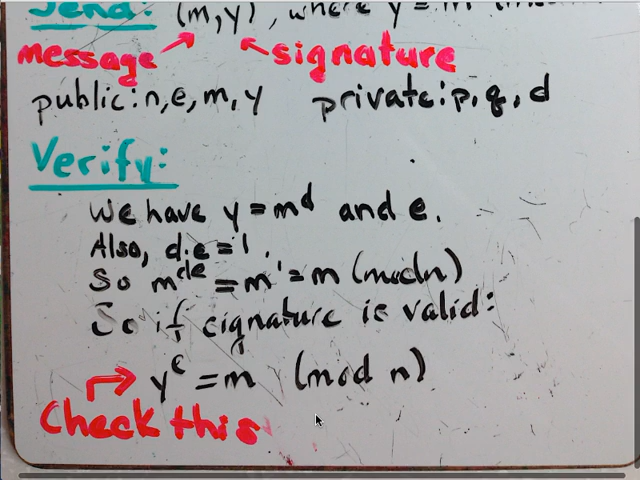 Send: (m,y), where y = m
message signature
public: n,e,m,y private: p,q,d
Verify:
We have y = m^d and e.
Also, d·e = 1.
So m^de = m^1 = m (mod n)
So if signature is valid:
y^e = m (mod n)
Check this